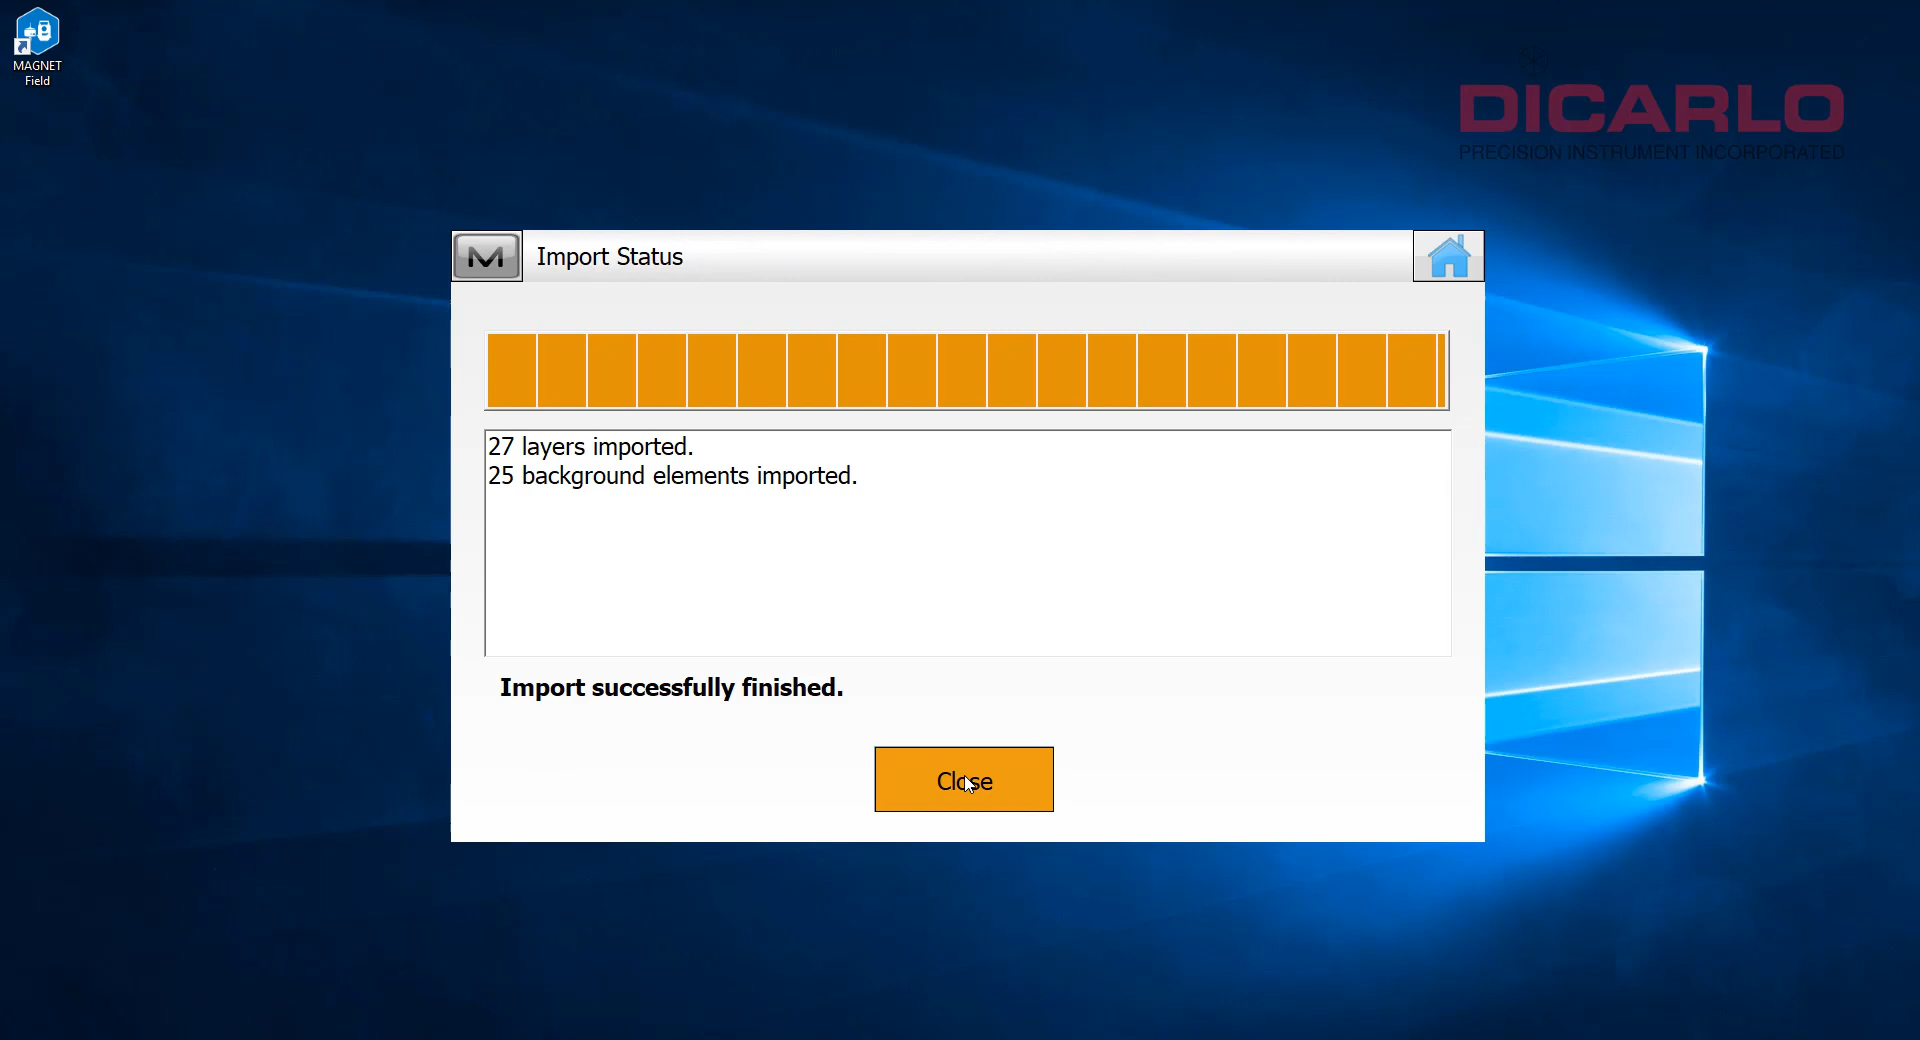 MAGNET
Field
DICARLO
PRECISION INSTRUMENT INCORPORATED
Import Status
27 layers imported.
25 background elements imported.
Import successfully finished.
Close